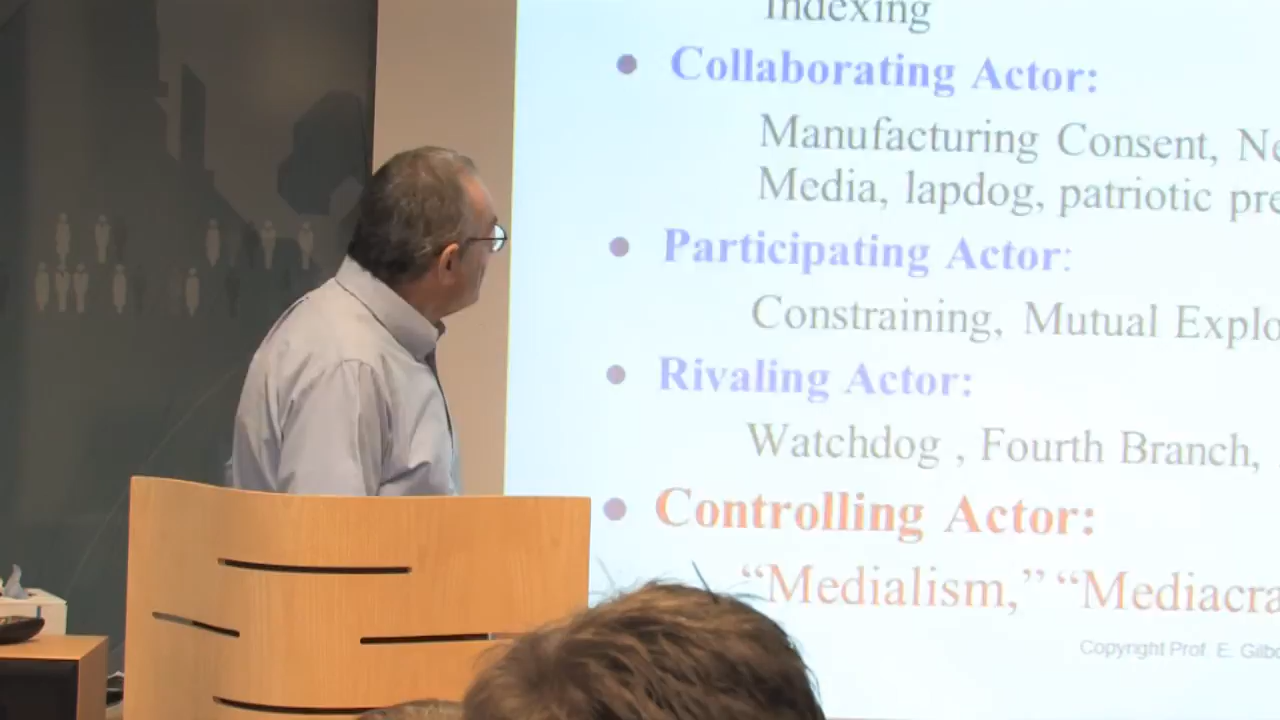 Indexing
• Collaborating Actor:
Manufacturing Consent,
Media, lapdog, patriotic
• Participating Actor:
Constraining, Mutual
• Rivaling Actor:
Watchdog , Fourth Branch,
• Controlling Actor:
“Medialism,” 
Copyright Prof. E.